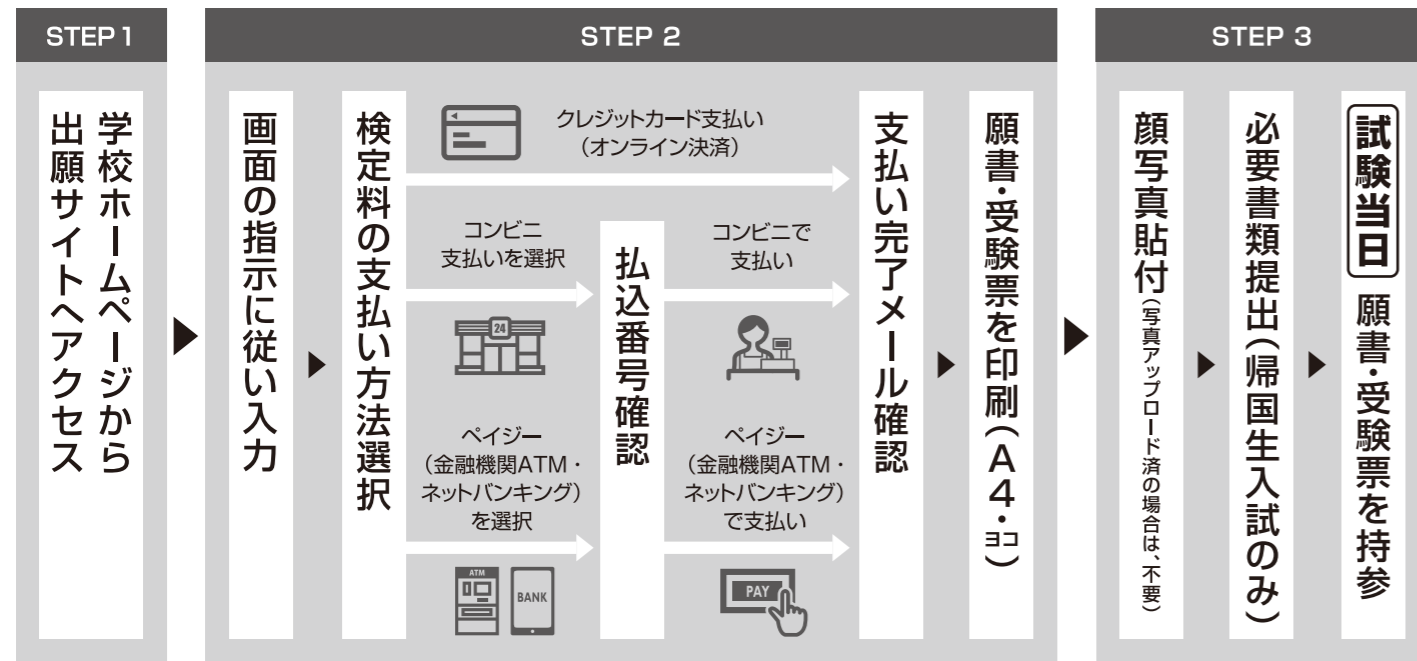 STEP 1
学校ホームページから
出願サイトへアクセス
STEP 2
画面の指示に従い入力
検定料の支払い方法選択
クレジットカード支払い
（オンライン決済）
コンビニ
支払いを選択
24
ペイジー
（金融機関ATM・
ネットバンキング）
を選択
ATM
BANK
払込番号確認
コンビニで
支払い
ペイジー
（金融機関ATM・
ネットバンキング）
で支払い
PAY
支払い完了メール確認
願書・受験票を印刷（A4・ヨコ）
STEP 3
顔写真貼付（写真アップロード済の場合は、不要）
必要書類提出（帰国生入試のみ）
試験当日 願書・受験票を持参